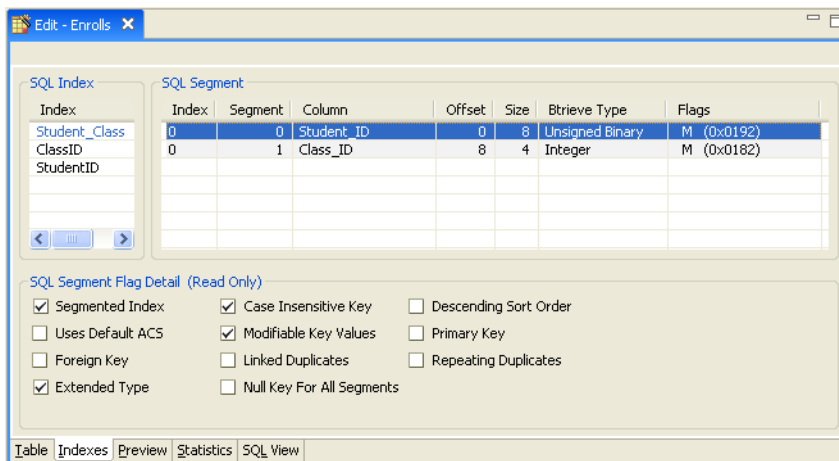 Edit - Enrolls
SQL Index
SQL Segment
Index
Index Segment Column Offset Size Btrieve Type Flags
Student_Class
0 0 Student_ID 0 8 Unsigned Binary M (0x0192)
ClassID
0 1 Class_ID 8 4 Integer M (0x0182)
StudentID
SQL Segment Flag Detail (Read Only)
Segmented Index Case Insensitive Key Descending Sort Order
Uses Default ACS Modifiable Key Values Primary Key
Foreign Key Linked Duplicates Repeating Duplicates
Extended Type Null Key For All Segments
Table Indexes Preview Statistics SQL View